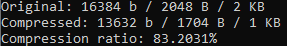 Original: 16384 b / 2048 B / 2 KB
Compressed: 13632 b / 1704 B / 1 KB
Compression ratio: 83.2031%